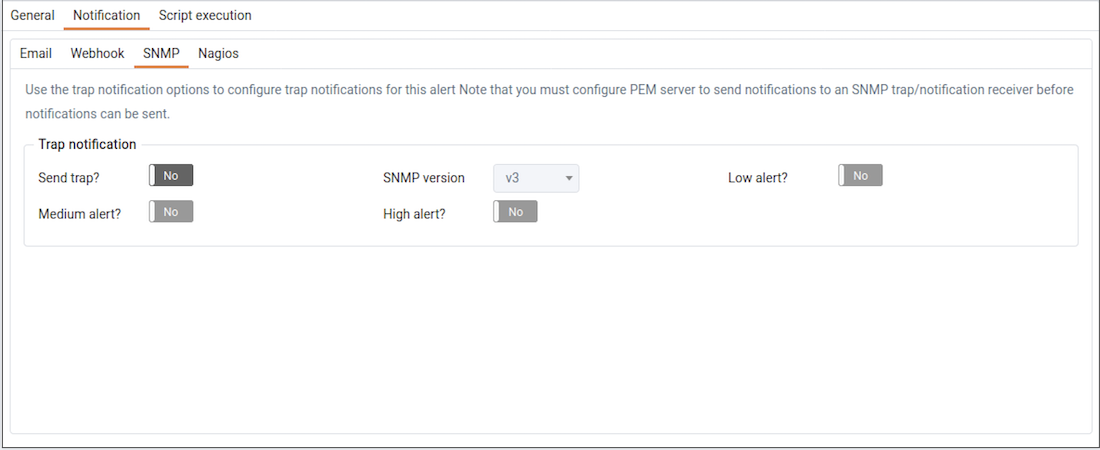 General Notification Script execution
Email Webhook SNMP Nagios
Use the trap notification options to configure trap notifications for this alert Note that you must configure PEM server to send notifications to an SNMP trap/notification receiver before
notifications can be sent.
Trap notification
Send trap? No SNMP version v3 Low alert? No
Medium alert? No High alert? No